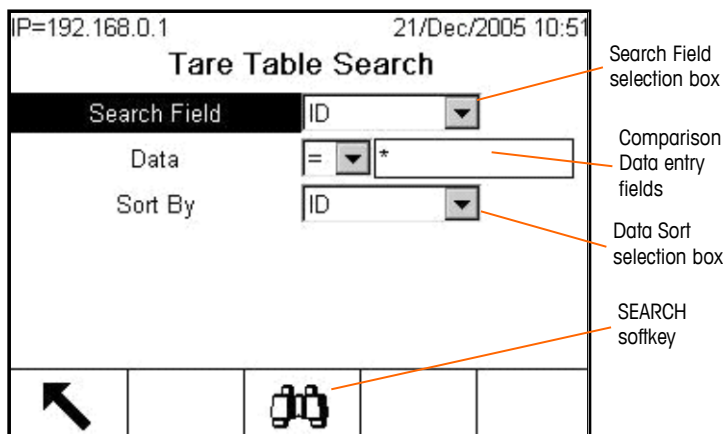 IP=192.168.0.1 21/Dec/2005 10:51
Tare Table Search
Search Field ID
Data = *
Sort By ID
Search Field
selection box
Comparison
Data entry
fields
Data Sort
selection box
SEARCH
softkey